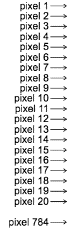 pixel 1 →
pixel 2 →
pixel 3 →
pixel 4 →
pixel 5 →
pixel 6 →
pixel 7 →
pixel 8 →
pixel 9 →
pixel 10 →
pixel 11 →
pixel 12 →
pixel 13 →
pixel 14 →
pixel 15 →
pixel 16 →
pixel 17 →
pixel 18 →
pixel 19 →
pixel 20 →
pixel 784 →